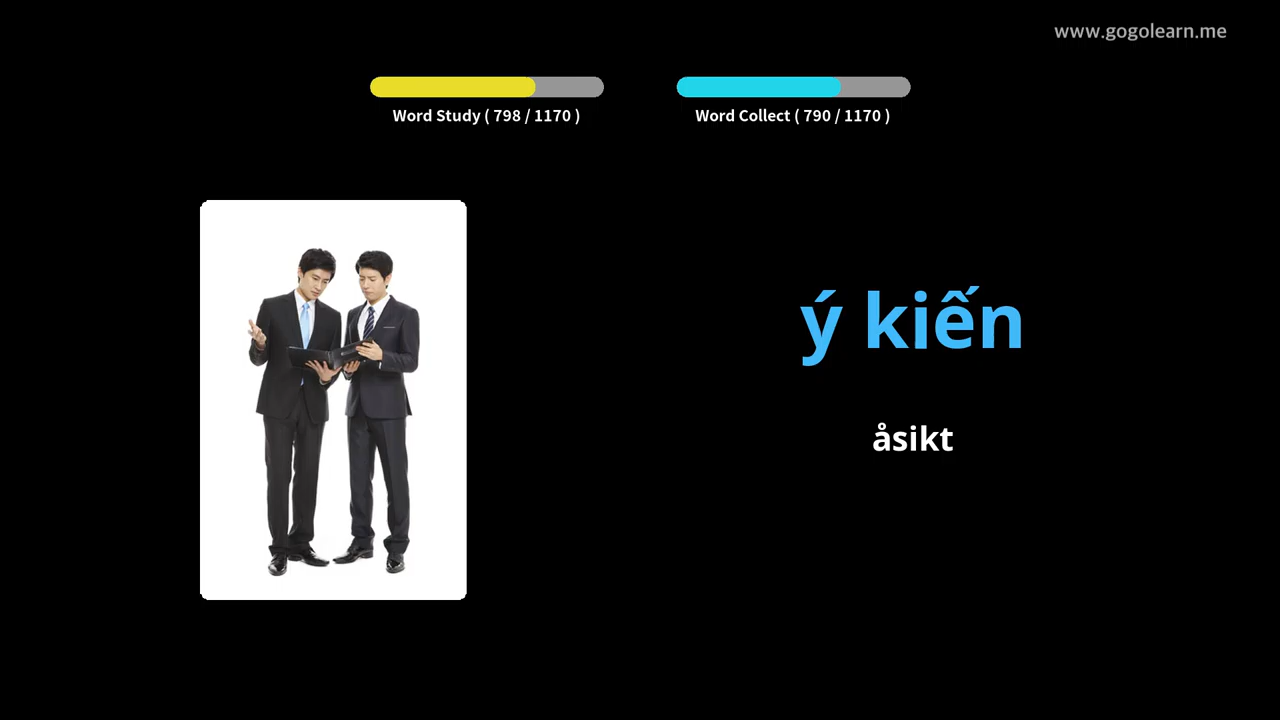 www.gogolearn.me
Word Study ( 798 / 1170 )
Word Collect ( 790 / 1170 )
ý kiến
åsikt